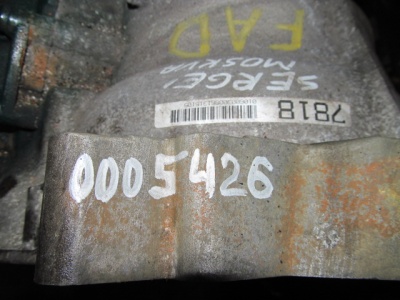 FAD
SERGEI
MOSKVA
7818
0005426